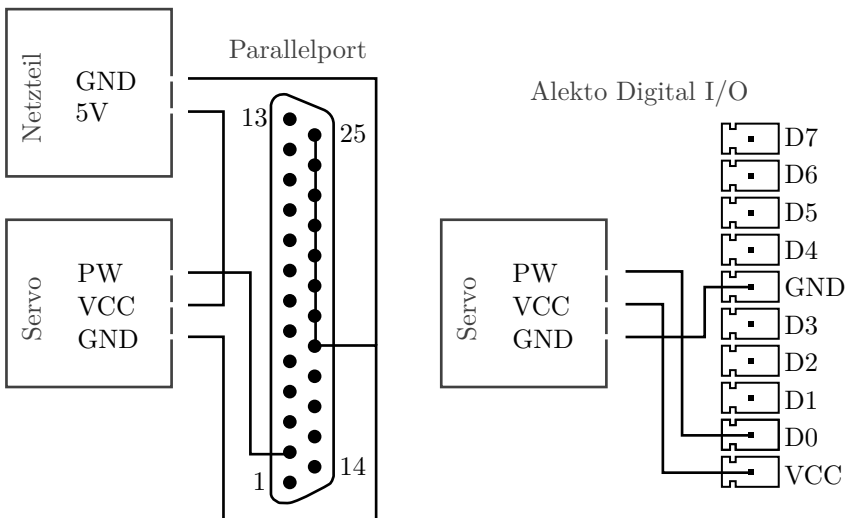 Parallelport
Netzteil
GND
5V
13
25
Servo
PW
VCC
GND
1
14
Alekto Digital I/O
Servo
PW
VCC
GND
D7
D6
D5
D4
GND
D3
D2
D1
D0
VCC